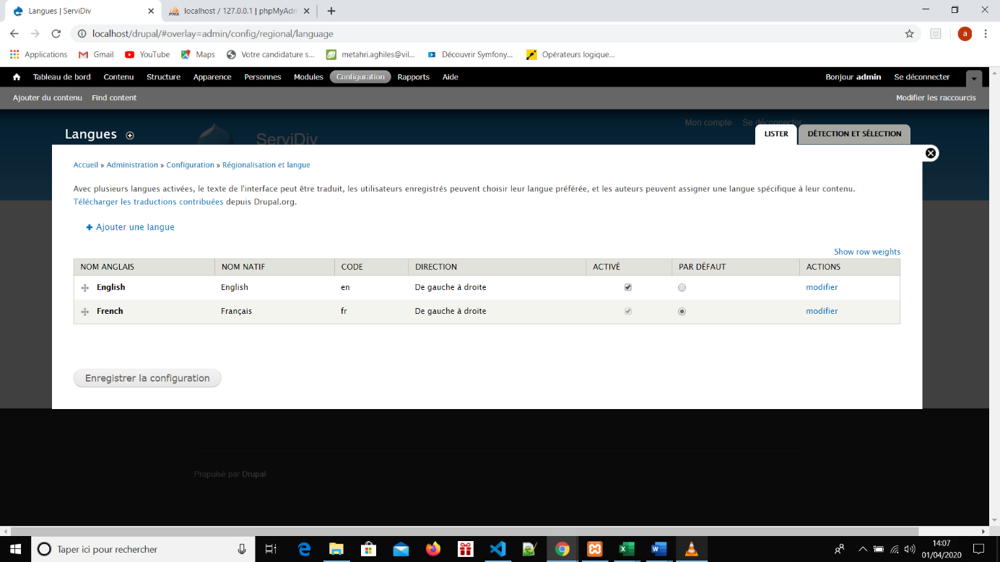 Langues | ServiDiv
localhost / 127.0.0.1 | phpMyAdm
localhost/drupal/#overlay=admin/config/regional/language
a
Applications Gmail YouTube Maps Votre candidature s... metahri.aghiles@vil... Découvrir Symfony... Opérateurs logique...
Tableau de bord Contenu Structure Apparence Personnes Modules Configuration Rapports Aide Bonjour admin Se déconnecter
Ajouter du contenu Find content Modifier les raccourcis
Mon compte Se déconnecter
Langues ServiDiv LISTER DÉTECTION ET SÉLECTION
Accueil » Administration » Configuration » Régionalisation et langue
Avec plusieurs langues activées, le texte de l'interface peut être traduit, les utilisateurs enregistrés peuvent choisir leur langue préférée, et les auteurs peuvent assigner une langue spécifique à leur contenu.
Télécharger les traductions contribuées depuis Drupal.org.
Ajouter une langue
Show row weights
NOM ANGLAIS NOM NATIF CODE DIRECTION ACTIVÉ PAR DÉFAUT ACTIONS
English English en De gauche à droite modifier
French Français fr De gauche à droite modifier
Enregistrer la configuration
Propulsé par Drupal
Taper ici pour rechercher
14:07
01/04/2020